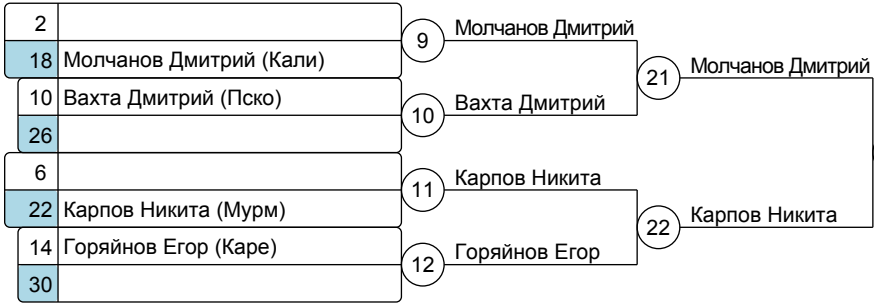 2
18 Молчанов Дмитрий (Кали)
10 Вахта Дмитрий (Пско)
26
6
22 Карпов Никита (Мурм)
14 Горяйнов Егор (Каре)
30
9 Молчанов Дмитрий
10 Вахта Дмитрий
11 Карпов Никита
12 Горяйнов Егор
21 Молчанов Дмитрий
22 Карпов Никита